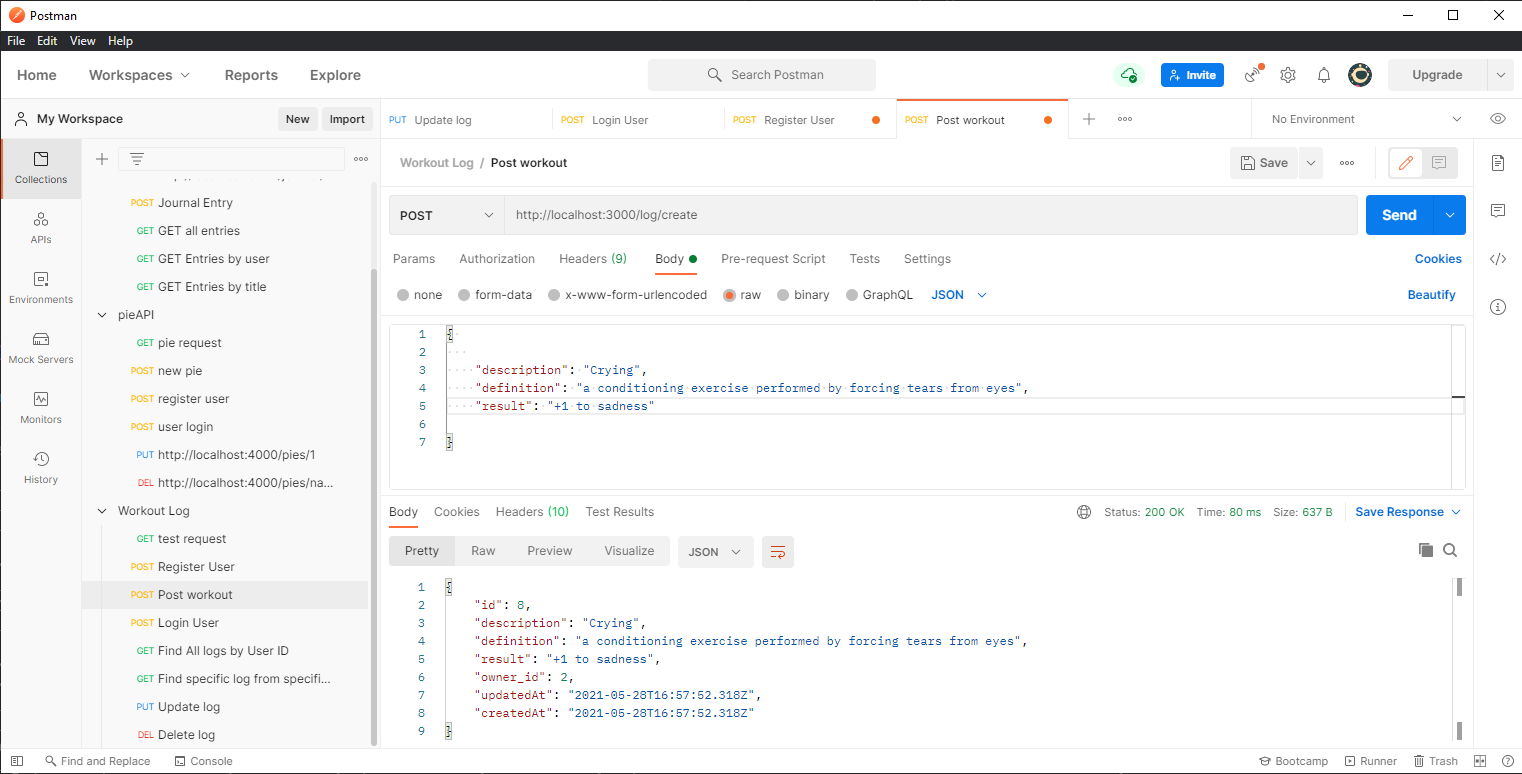 Postman
File Edit View Help
Home Workspaces Reports Explore Search Postman Invite Upgrade
My Workspace New Import
PUT Update log POST Login User POST Register User POST Post workout No Environment
Collections
APIs
Environments
Mock Servers
Monitors
History
POST Journal Entry
GET GET all entries
GET GET Entries by user
GET GET Entries by title
pieAPI
GET pie request
POST new pie
POST register user
POST user login
PUT http://localhost:4000/pies/1
DEL http://localhost:4000/pies/na...
Workout Log
GET test request
POST Register User
POST Post workout
POST Login User
GET Find All logs by User ID
GET Find specific log from specifi...
PUT Update log
DEL Delete log
Workout Log / Post workout Save
POST http://localhost:3000/log/create Send
Params Authorization Headers (9) Body Pre-request Script Tests Settings Cookies
none form-data x-www-form-urlencoded raw binary GraphQL JSON Beautify
1 {
2
3 "description": "Crying",
4 "definition": "a conditioning exercise performed by forcing tears from eyes",
5 "result": "+1 to sadness"
6
7 }
Body Cookies Headers (10) Test Results Status: 200 OK Time: 80 ms Size: 637 B Save Response
Pretty Raw Preview Visualize JSON
1 {
2 "id": 8,
3 "description": "Crying",
4 "definition": "a conditioning exercise performed by forcing tears from eyes",
5 "result": "+1 to sadness",
6 "owner_id": 2,
7 "updatedAt": "2021-05-28T16:57:52.318Z",
8 "createdAt": "2021-05-28T16:57:52.318Z"
9 }
Find and Replace Console Bootcamp Runner Trash